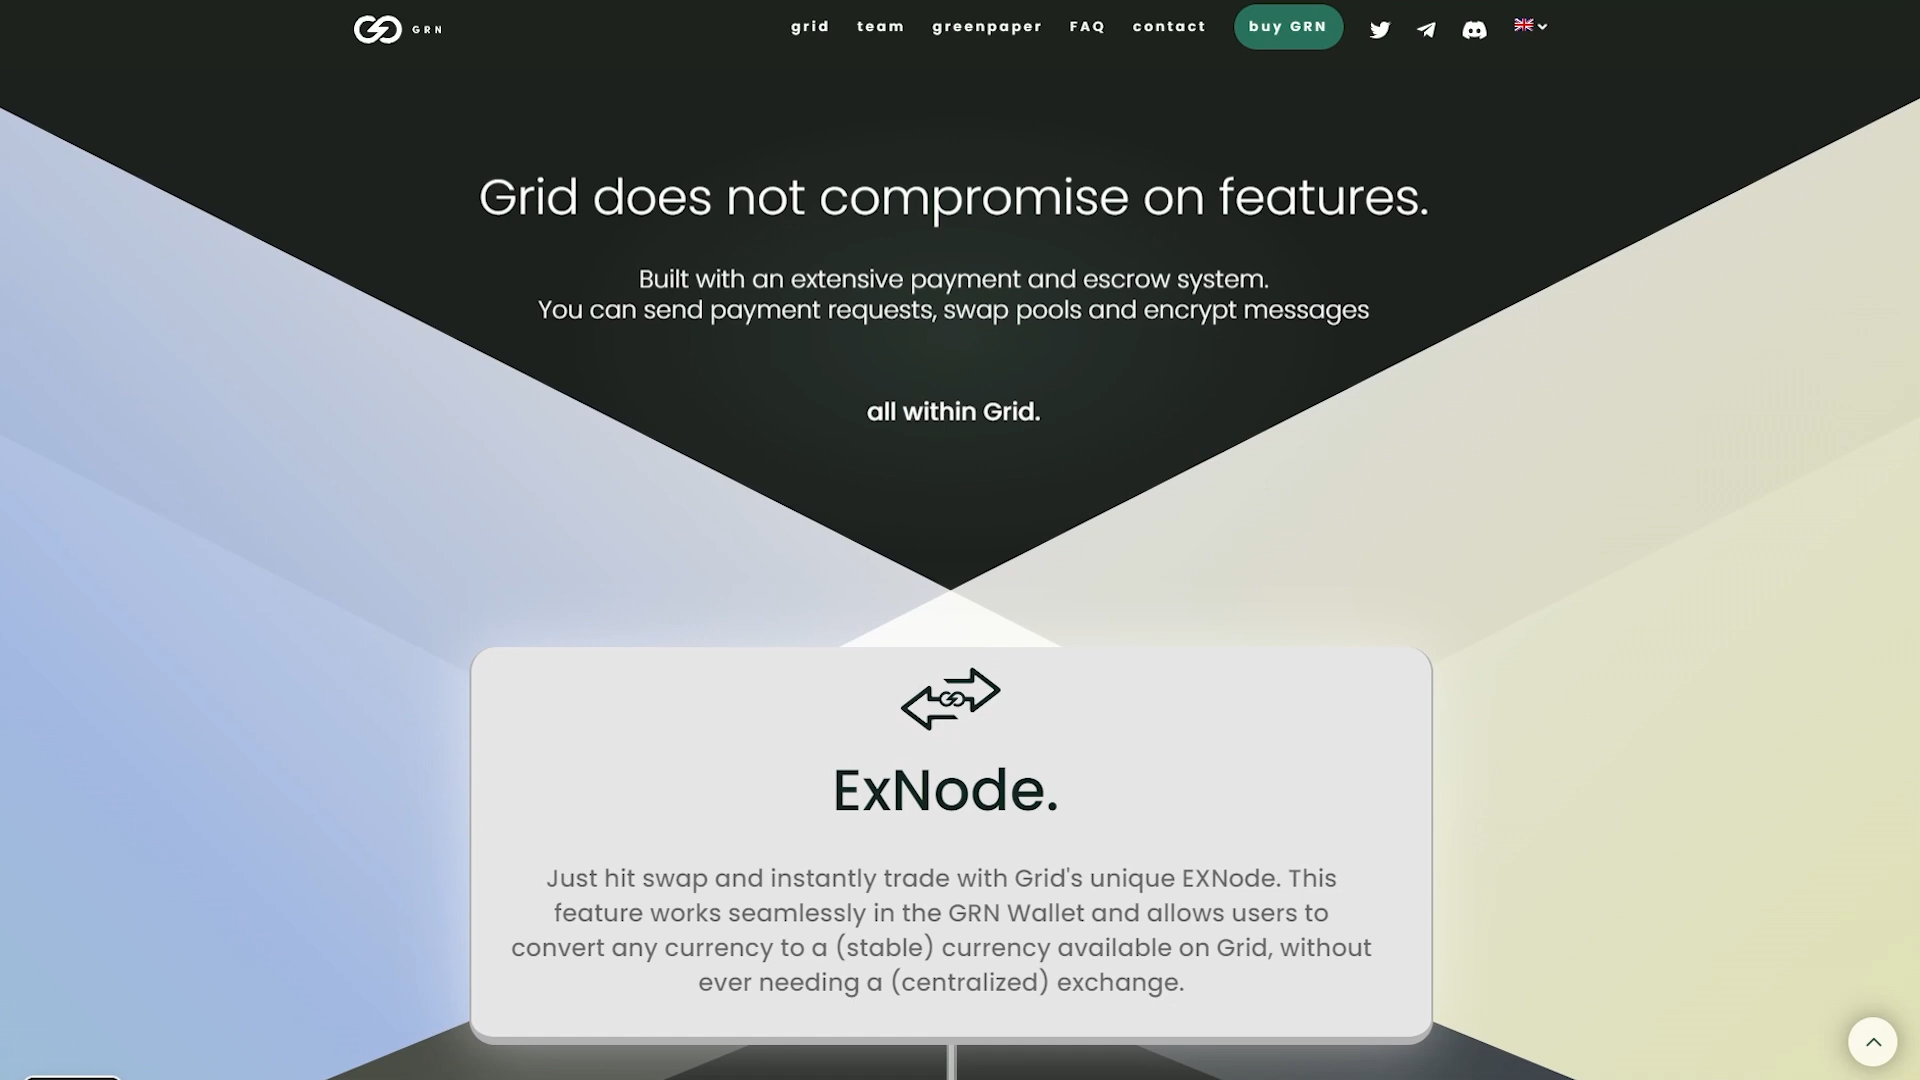 GRN
grid team greenpaper FAQ contact buy GRN
Grid does not compromise on features.
Built with an extensive payment and escrow system.
You can send payment requests, swap pools and encrypt messages
all within Grid.
ExNode.
Just hit swap and instantly trade with Grid's unique EXNode. This
feature works seamlessly in the GRN Wallet and allows users to
convert any currency to a (stable) currency available on Grid, without
ever needing a (centralized) exchange.